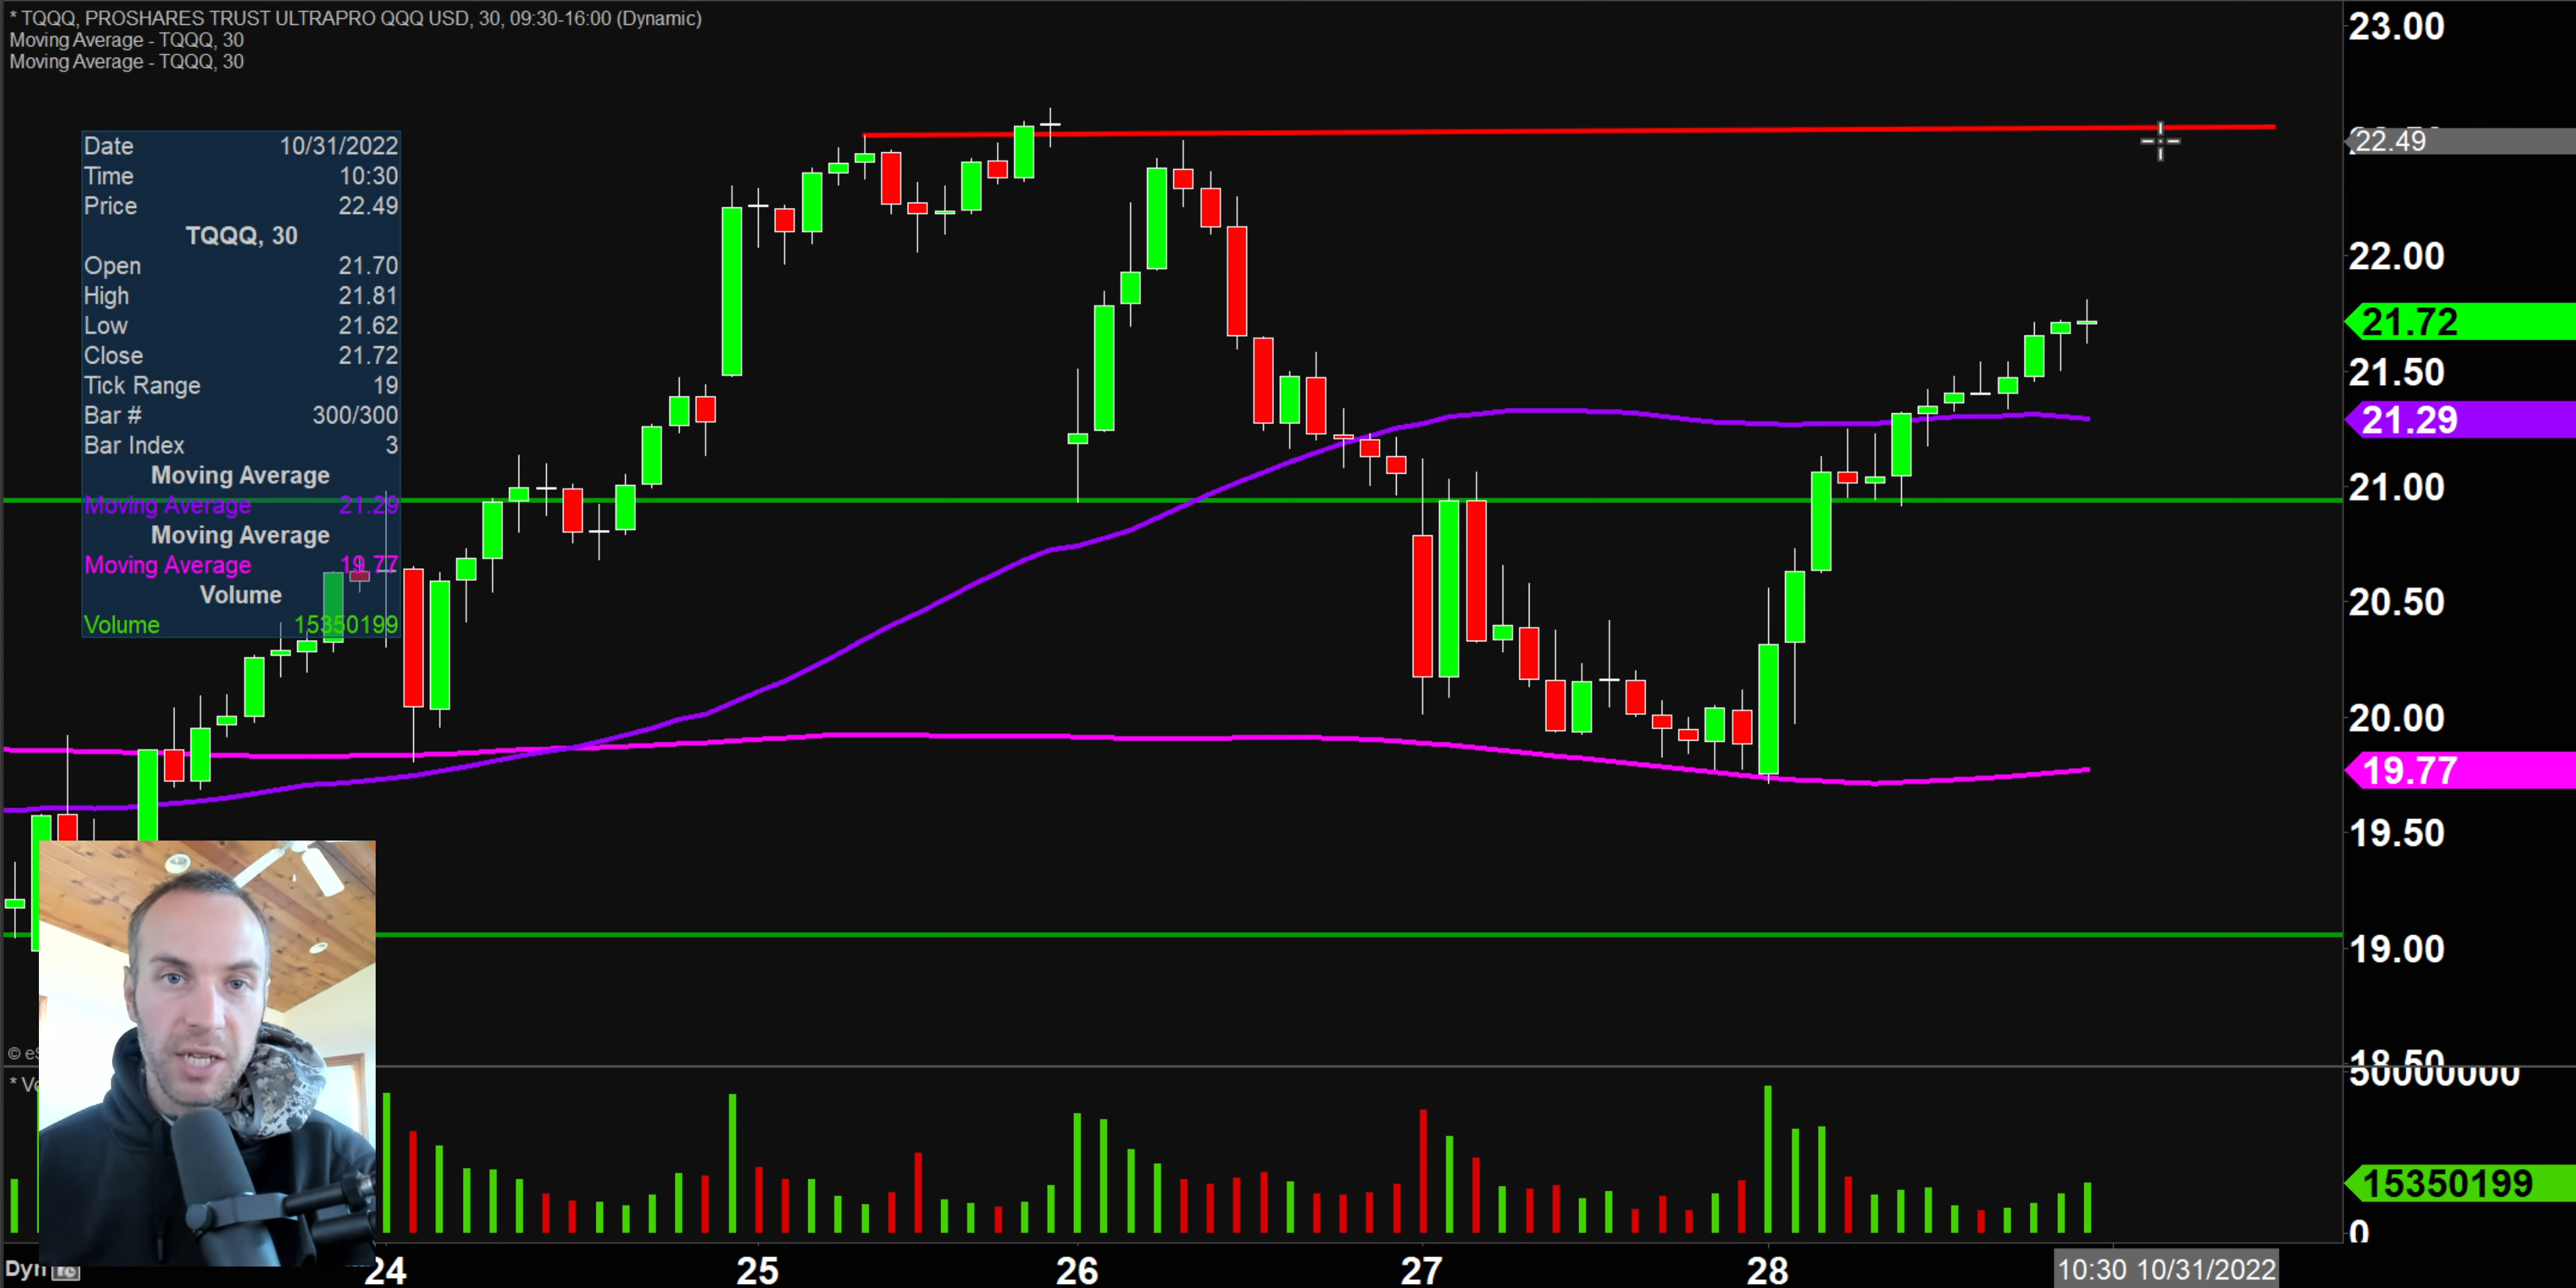 * TQQQ, PROSHARES TRUST ULTRAPRO QQQ USD, 30, 09:30-16:00 (Dynamic)
Moving Average - TQQQ, 30
Moving Average - TQQQ, 30
Date 10/31/2022
Time 10:30
Price 22.49
TQQQ, 30
Open 21.70
High 21.81
Low 21.62
Close 21.72
Tick Range 19
Bar # 300/300
Bar Index 3
Moving Average
Moving Average 21.29
Moving Average
Moving Average 19.77
Volume
Volume 15350199
23.00
22.49
22.00
21.72
21.50
21.29
21.00
20.50
20.00
19.77
19.50
19.00
18.50
50000000
15350199
0
Dyn
24 25 26 27 28 10:30 10/31/2022